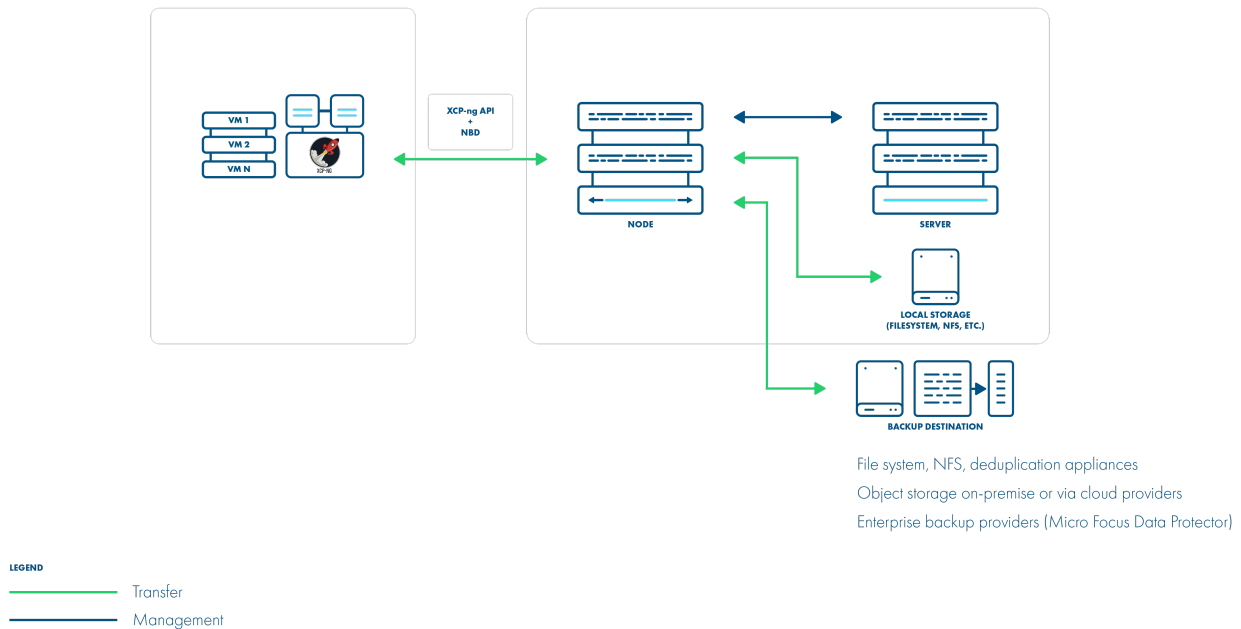 VM 1
VM 2
VM N
XCP-NG
XCP-ng API
+
NBD
NODE
SERVER
LOCAL STORAGE
(FILESYSTEM, NFS, ETC.)
BACKUP DESTINATION
File system, NFS, deduplication appliances
Object storage on-premise or via cloud providers
Enterprise backup providers (Micro Focus Data Protector)
LEGEND
Transfer
Management